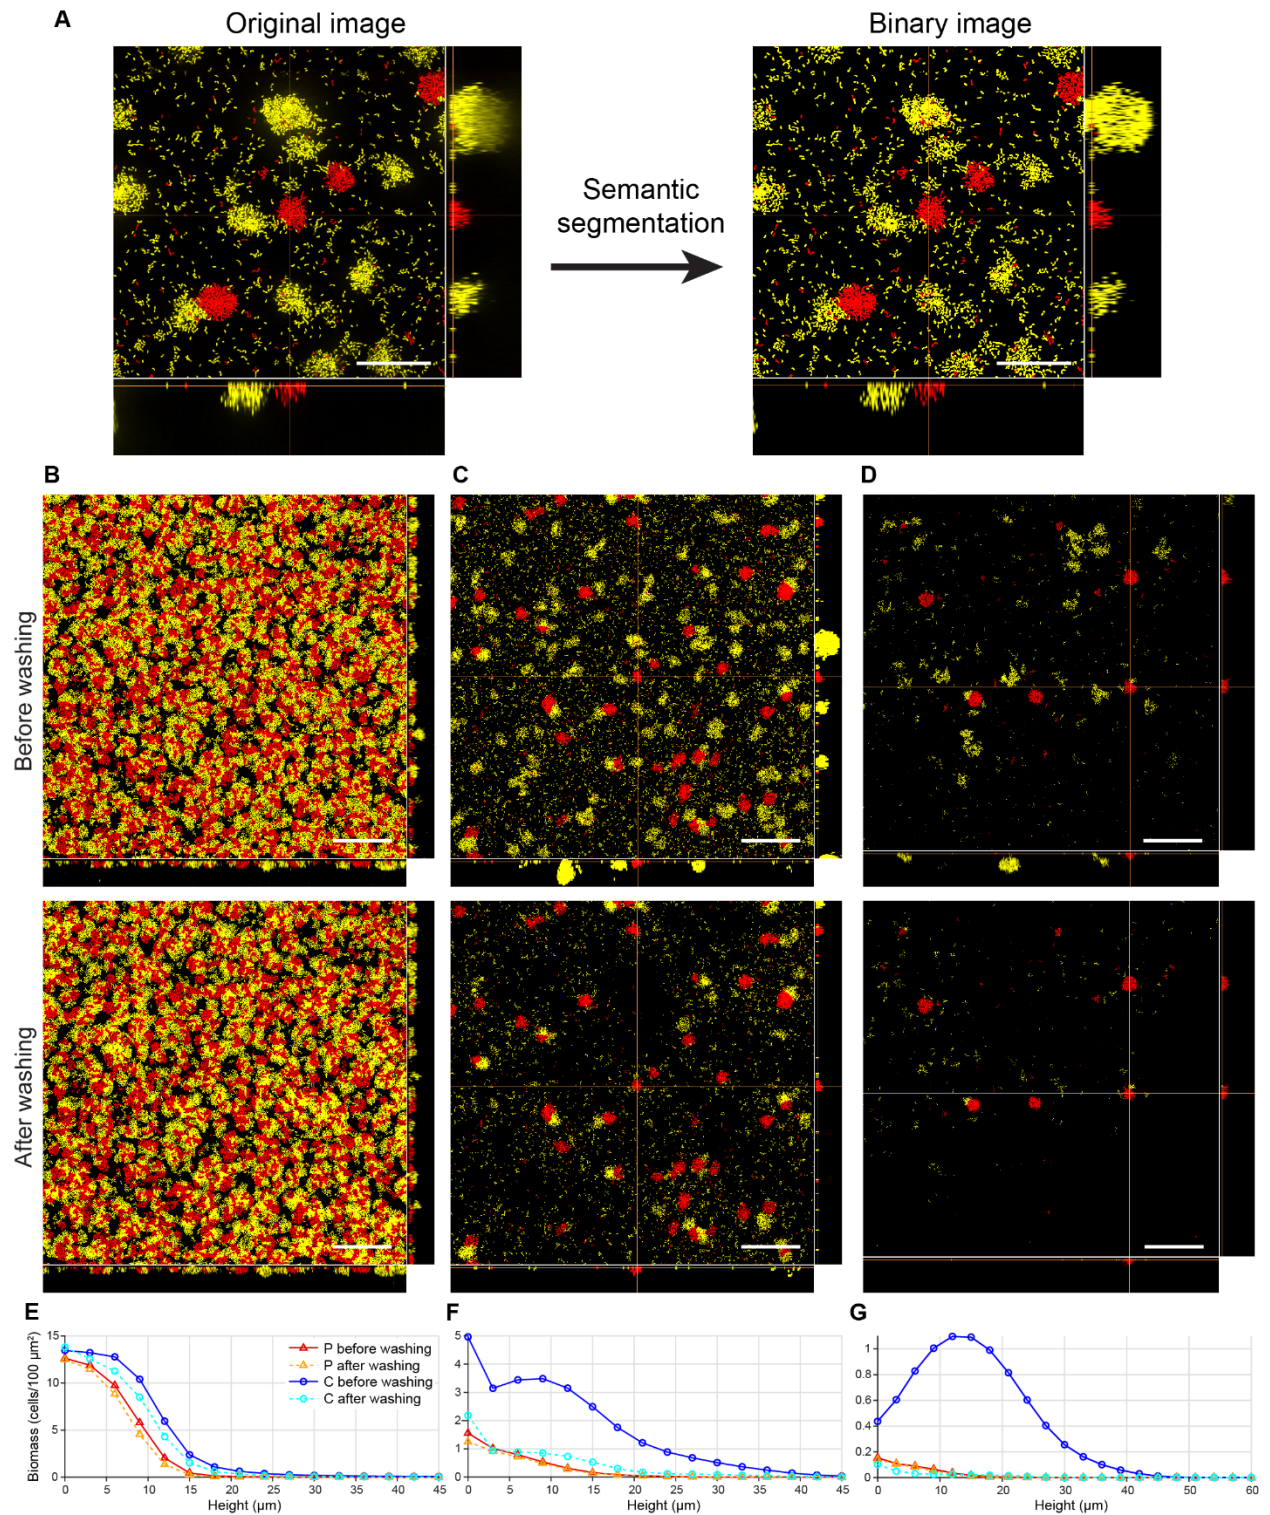 A
Original image
Binary image
Semantic
segmentation
B
C
D
Before washing
After washing
E
F
G
Biomass (cells/100 µm²)
15
10
5
0
P before washing
P after washing
C before washing
C after washing
0 5 10 15 20 25 30 35 40 45
Height (µm)
5
4
3
2
1
0
0 5 10 15 20 25 30 35 40 45
Height (µm)
1
0.8
0.6
0.4
0.2
0
0 10 20 30 40 50 60
Height (µm)